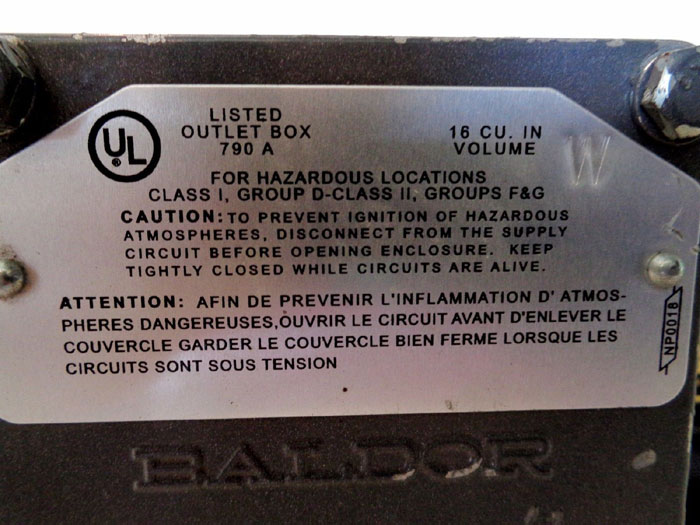 UL
LISTED
OUTLET BOX
790 A
16 CU. IN
VOLUME
W
FOR HAZARDOUS LOCATIONS
CLASS I, GROUP D-CLASS II, GROUPS F&G
CAUTION: TO PREVENT IGNITION OF HAZARDOUS
ATMOSPHERES, DISCONNECT FROM THE SUPPLY
CIRCUIT BEFORE OPENING ENCLOSURE. KEEP
TIGHTLY CLOSED WHILE CIRCUITS ARE ALIVE.
ATTENTION: AFIN DE PREVENIR L'INFLAMMATION D' ATMOS-
PHERES DANGEREUSES,OUVRIR LE CIRCUIT AVANT D'ENLEVER LE
COUVERCLE GARDER LE COUVERCLE BIEN FERME LORSQUE LES
CIRCUITS SONT SOUS TENSION
NP0018
BALDOR